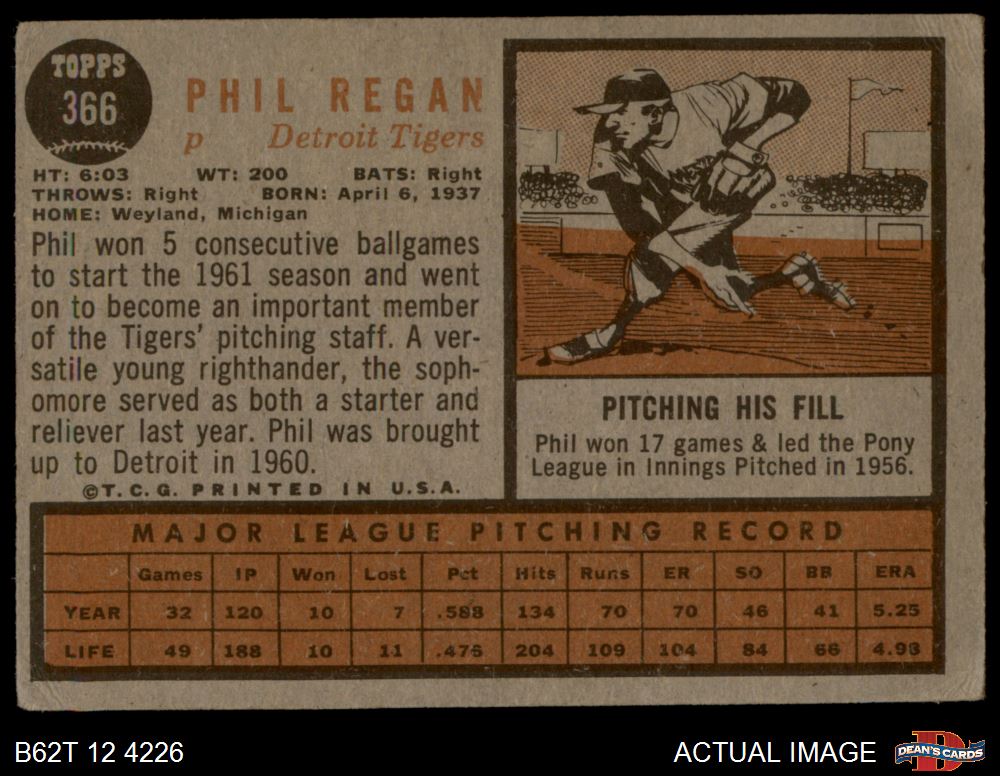 TOPPS
366
PHIL REGAN
p Detroit Tigers
HT: 6:03 WT: 200 BATS: Right
THROWS: Right BORN: April 6, 1937
HOME: Weyland, Michigan
Phil won 5 consecutive ballgames
to start the 1961 season and went
on to become an important member
of the Tigers' pitching staff. A ver-
satile young righthander, the soph-
omore served as both a starter and
reliever last year. Phil was brought
up to Detroit in 1960.
©T.C.G. PRINTED IN U.S.A.
PITCHING HIS FILL
Phil won 17 games & led the Pony
League in Innings Pitched in 1956.
MAJOR LEAGUE PITCHING RECORD
Games IP Won Lost Pct Hits Runs ER SO BB ERA
YEAR 32 120 10 7 .588 134 70 70 46 41 5.25
LIFE 49 188 10 11 .476 204 109 104 84 66 4.98
B62T 12 4226
ACTUAL IMAGE
DEAN'S CARDS